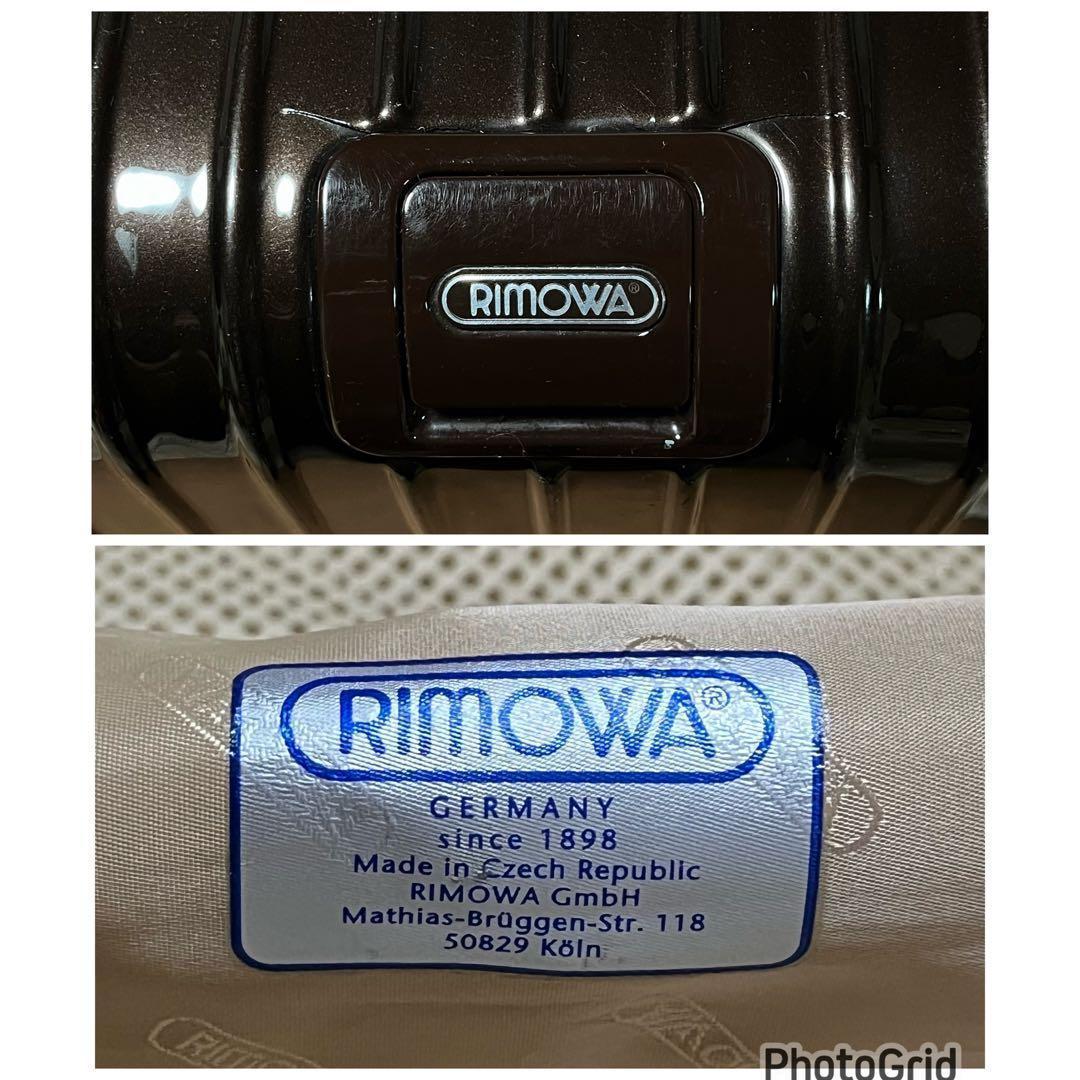 RIMOWA®
RIMOWA®
GERMANY
since 1898
Made in Czech Republic
RIMOWA GmbH
Mathias-Brüggen-Str. 118
50829 Köln
PhotoGrid